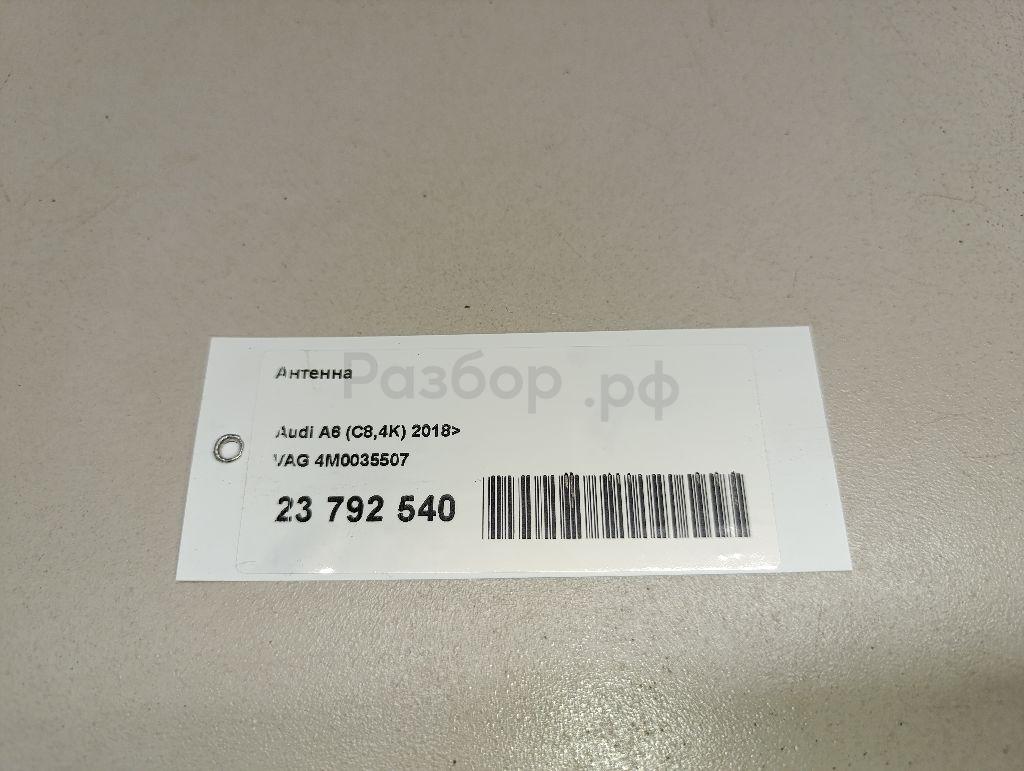 Антенна
Разбор.рф
Audi A6 (C8,4K) 2018>
VAG 4M0035507
23 792 540